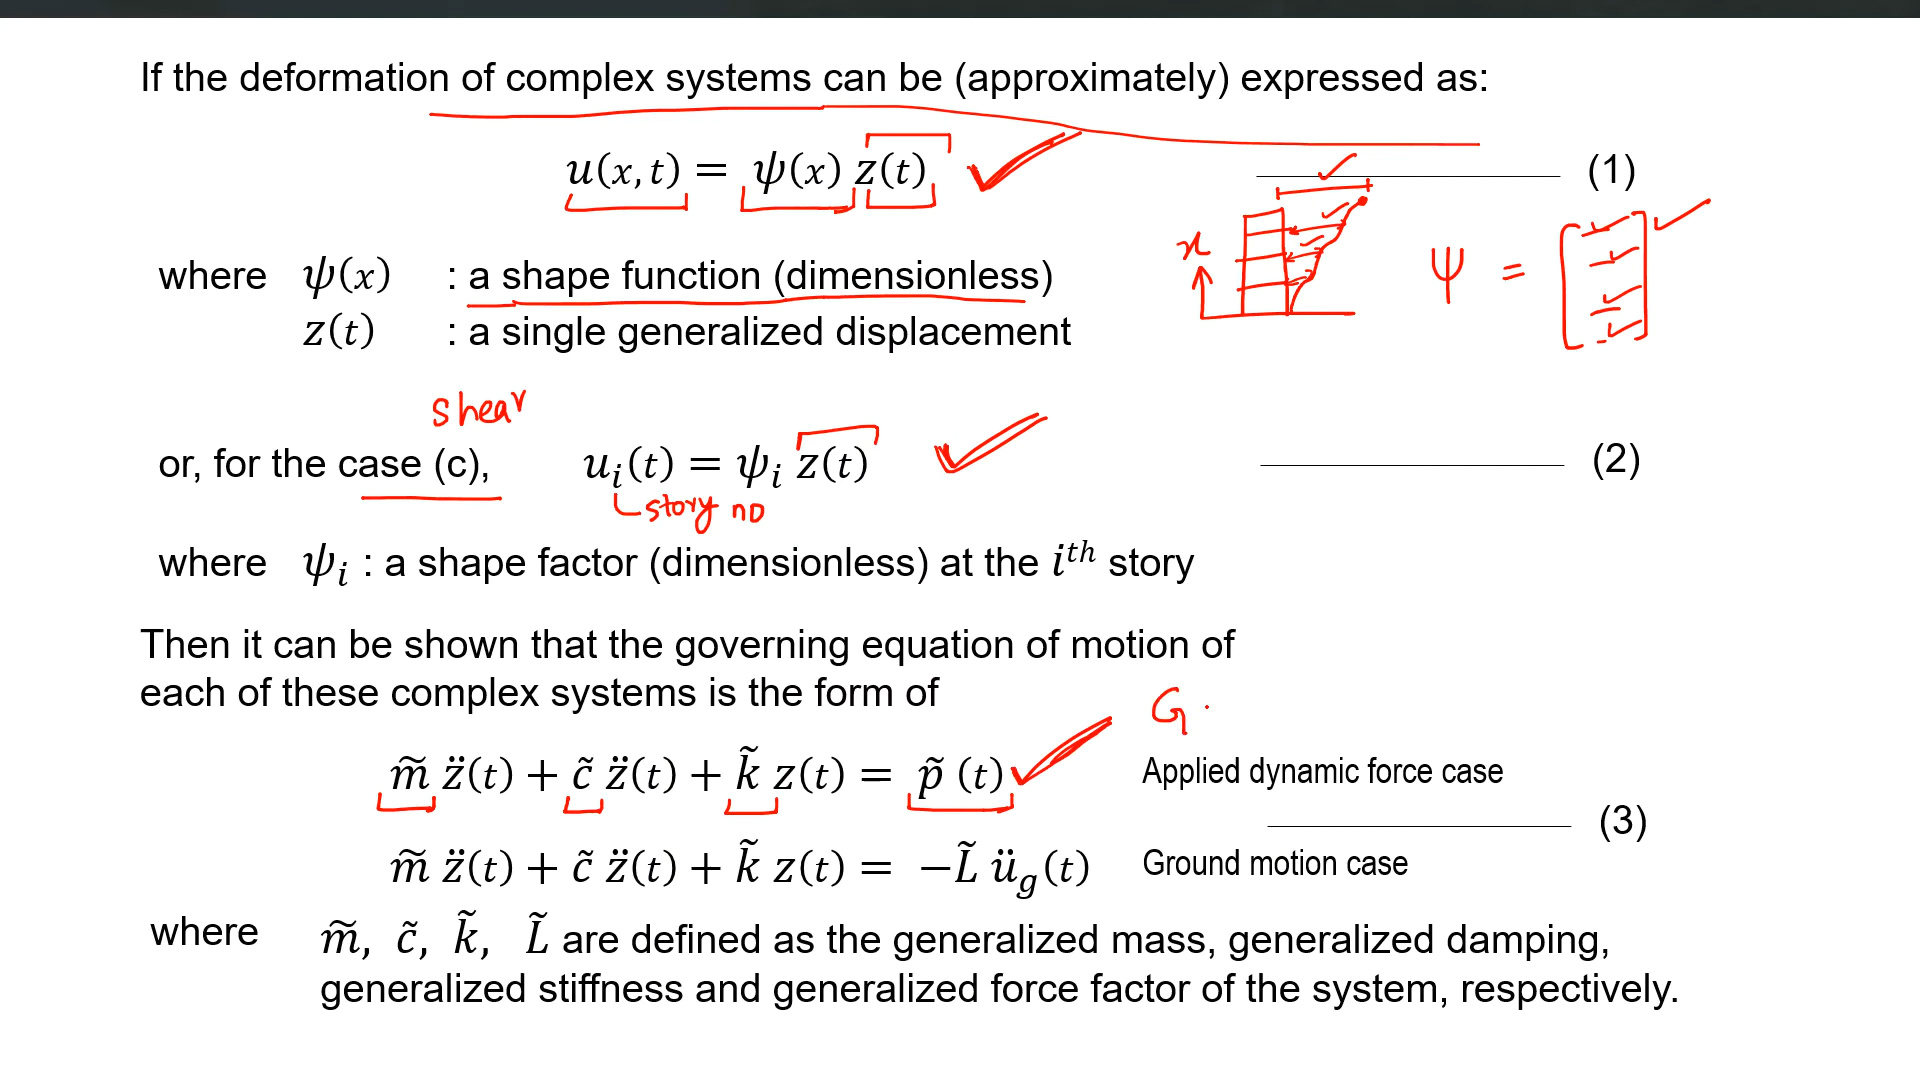 If the deformation of complex systems can be (approximately) expressed as:
u(x, t) = ψ(x) z(t) (1)
where ψ(x) : a shape function (dimensionless)
x
Ψ =
z(t) : a single generalized displacement
shear
or, for the case (c), uᵢ(t) = ψᵢ z(t) (2)
story no
where ψᵢ : a shape factor (dimensionless) at the iᵗʰ story
Then it can be shown that the governing equation of motion of
each of these complex systems is the form of
G
m̃ z̈(t) + c̃ z̈(t) + k̃ z(t) = p̃ (t) Applied dynamic force case
(3)
m̃ z̈(t) + c̃ z̈(t) + k̃ z(t) = −L̃ ü_g(t) Ground motion case
where m̃, c̃, k̃, L̃ are defined as the generalized mass, generalized damping,
generalized stiffness and generalized force factor of the system, respectively.